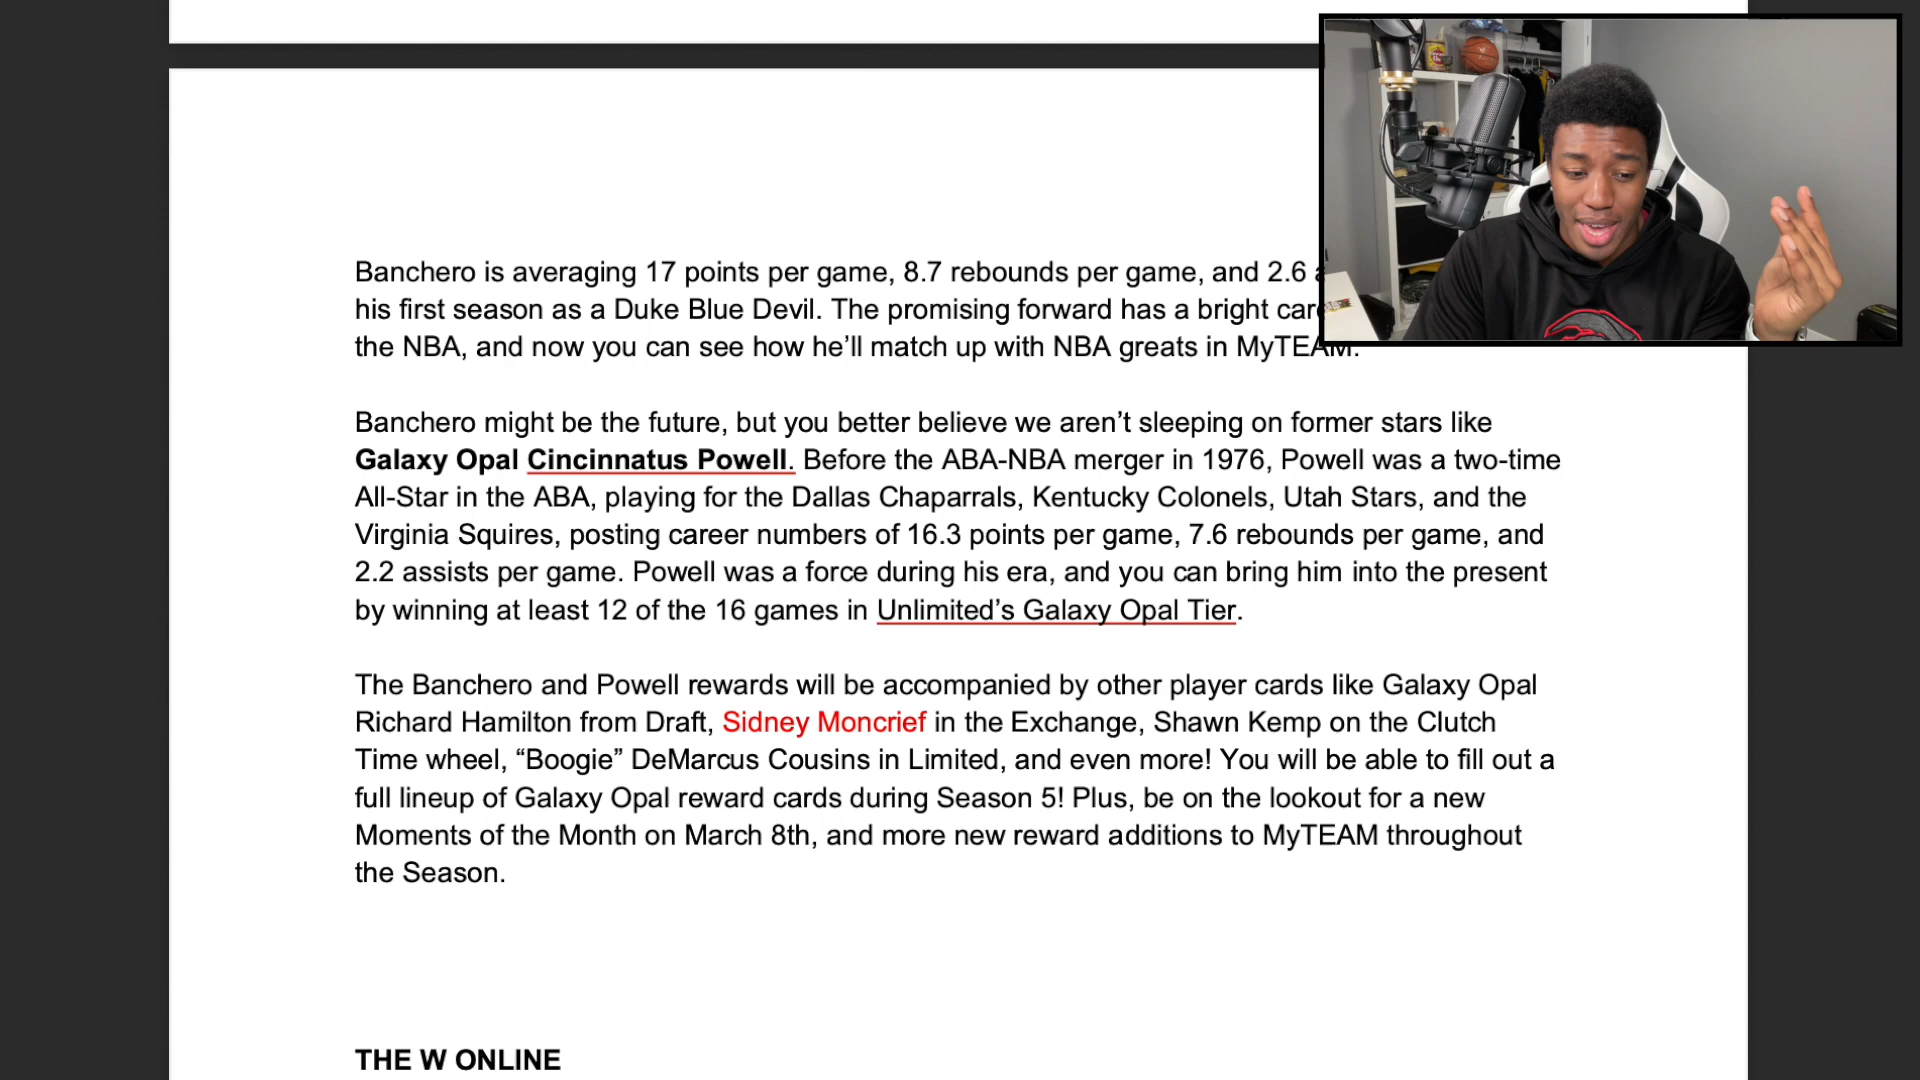 Banchero is averaging 17 points per game, 8.7 rebounds per game, and 2.6
his first season as a Duke Blue Devil. The promising forward has a bright
the NBA, and now you can see how he’ll match up with NBA greats in MyTEAM.
Banchero might be the future, but you better believe we aren’t sleeping on former stars like
Galaxy Opal Cincinnatus Powell. Before the ABA-NBA merger in 1976, Powell was a two-time
All-Star in the ABA, playing for the Dallas Chaparrals, Kentucky Colonels, Utah Stars, and the
Virginia Squires, posting career numbers of 16.3 points per game, 7.6 rebounds per game, and
2.2 assists per game. Powell was a force during his era, and you can bring him into the present
by winning at least 12 of the 16 games in Unlimited’s Galaxy Opal Tier.
The Banchero and Powell rewards will be accompanied by other player cards like Galaxy Opal
Richard Hamilton from Draft, Sidney Moncrief in the Exchange, Shawn Kemp on the Clutch
Time wheel, “Boogie” DeMarcus Cousins in Limited, and even more! You will be able to fill out a
full lineup of Galaxy Opal reward cards during Season 5! Plus, be on the lookout for a new
Moments of the Month on March 8th, and more new reward additions to MyTEAM throughout
the Season.
THE W ONLINE